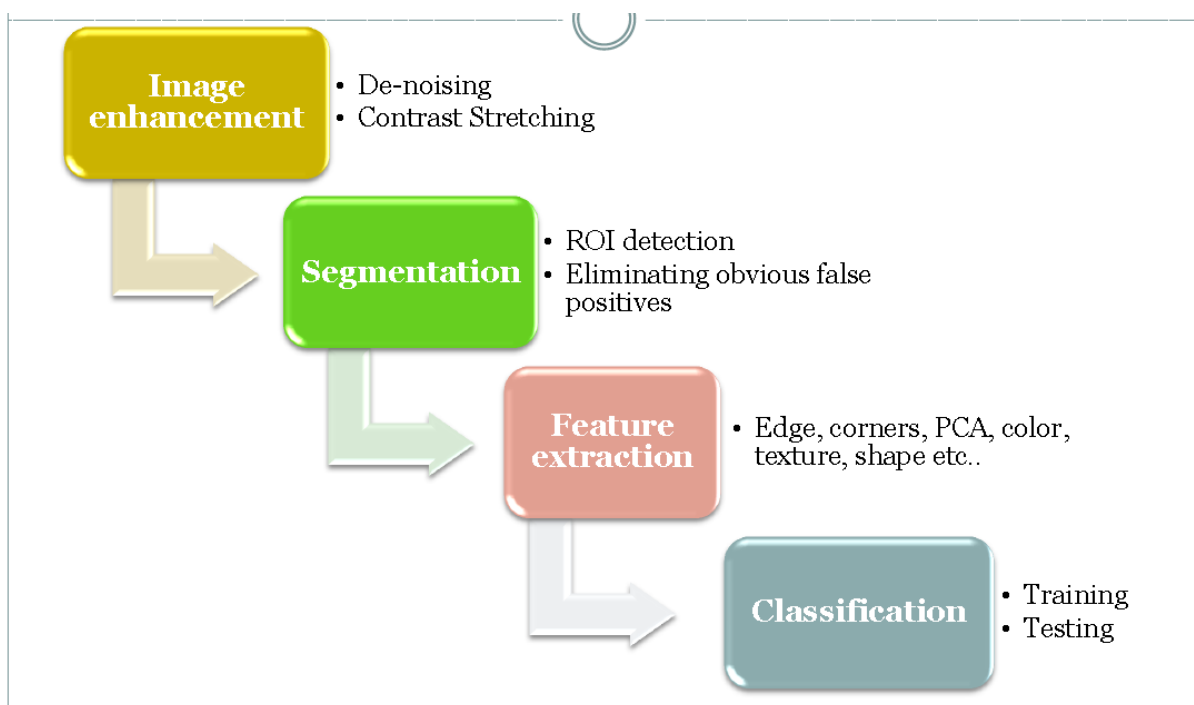 Image
enhancement
• De-noising
• Contrast Stretching
Segmentation
• ROI detection
• Eliminating obvious false
positives
Feature
extraction
• Edge, corners, PCA, color,
texture, shape etc..
Classification
• Training
• Testing